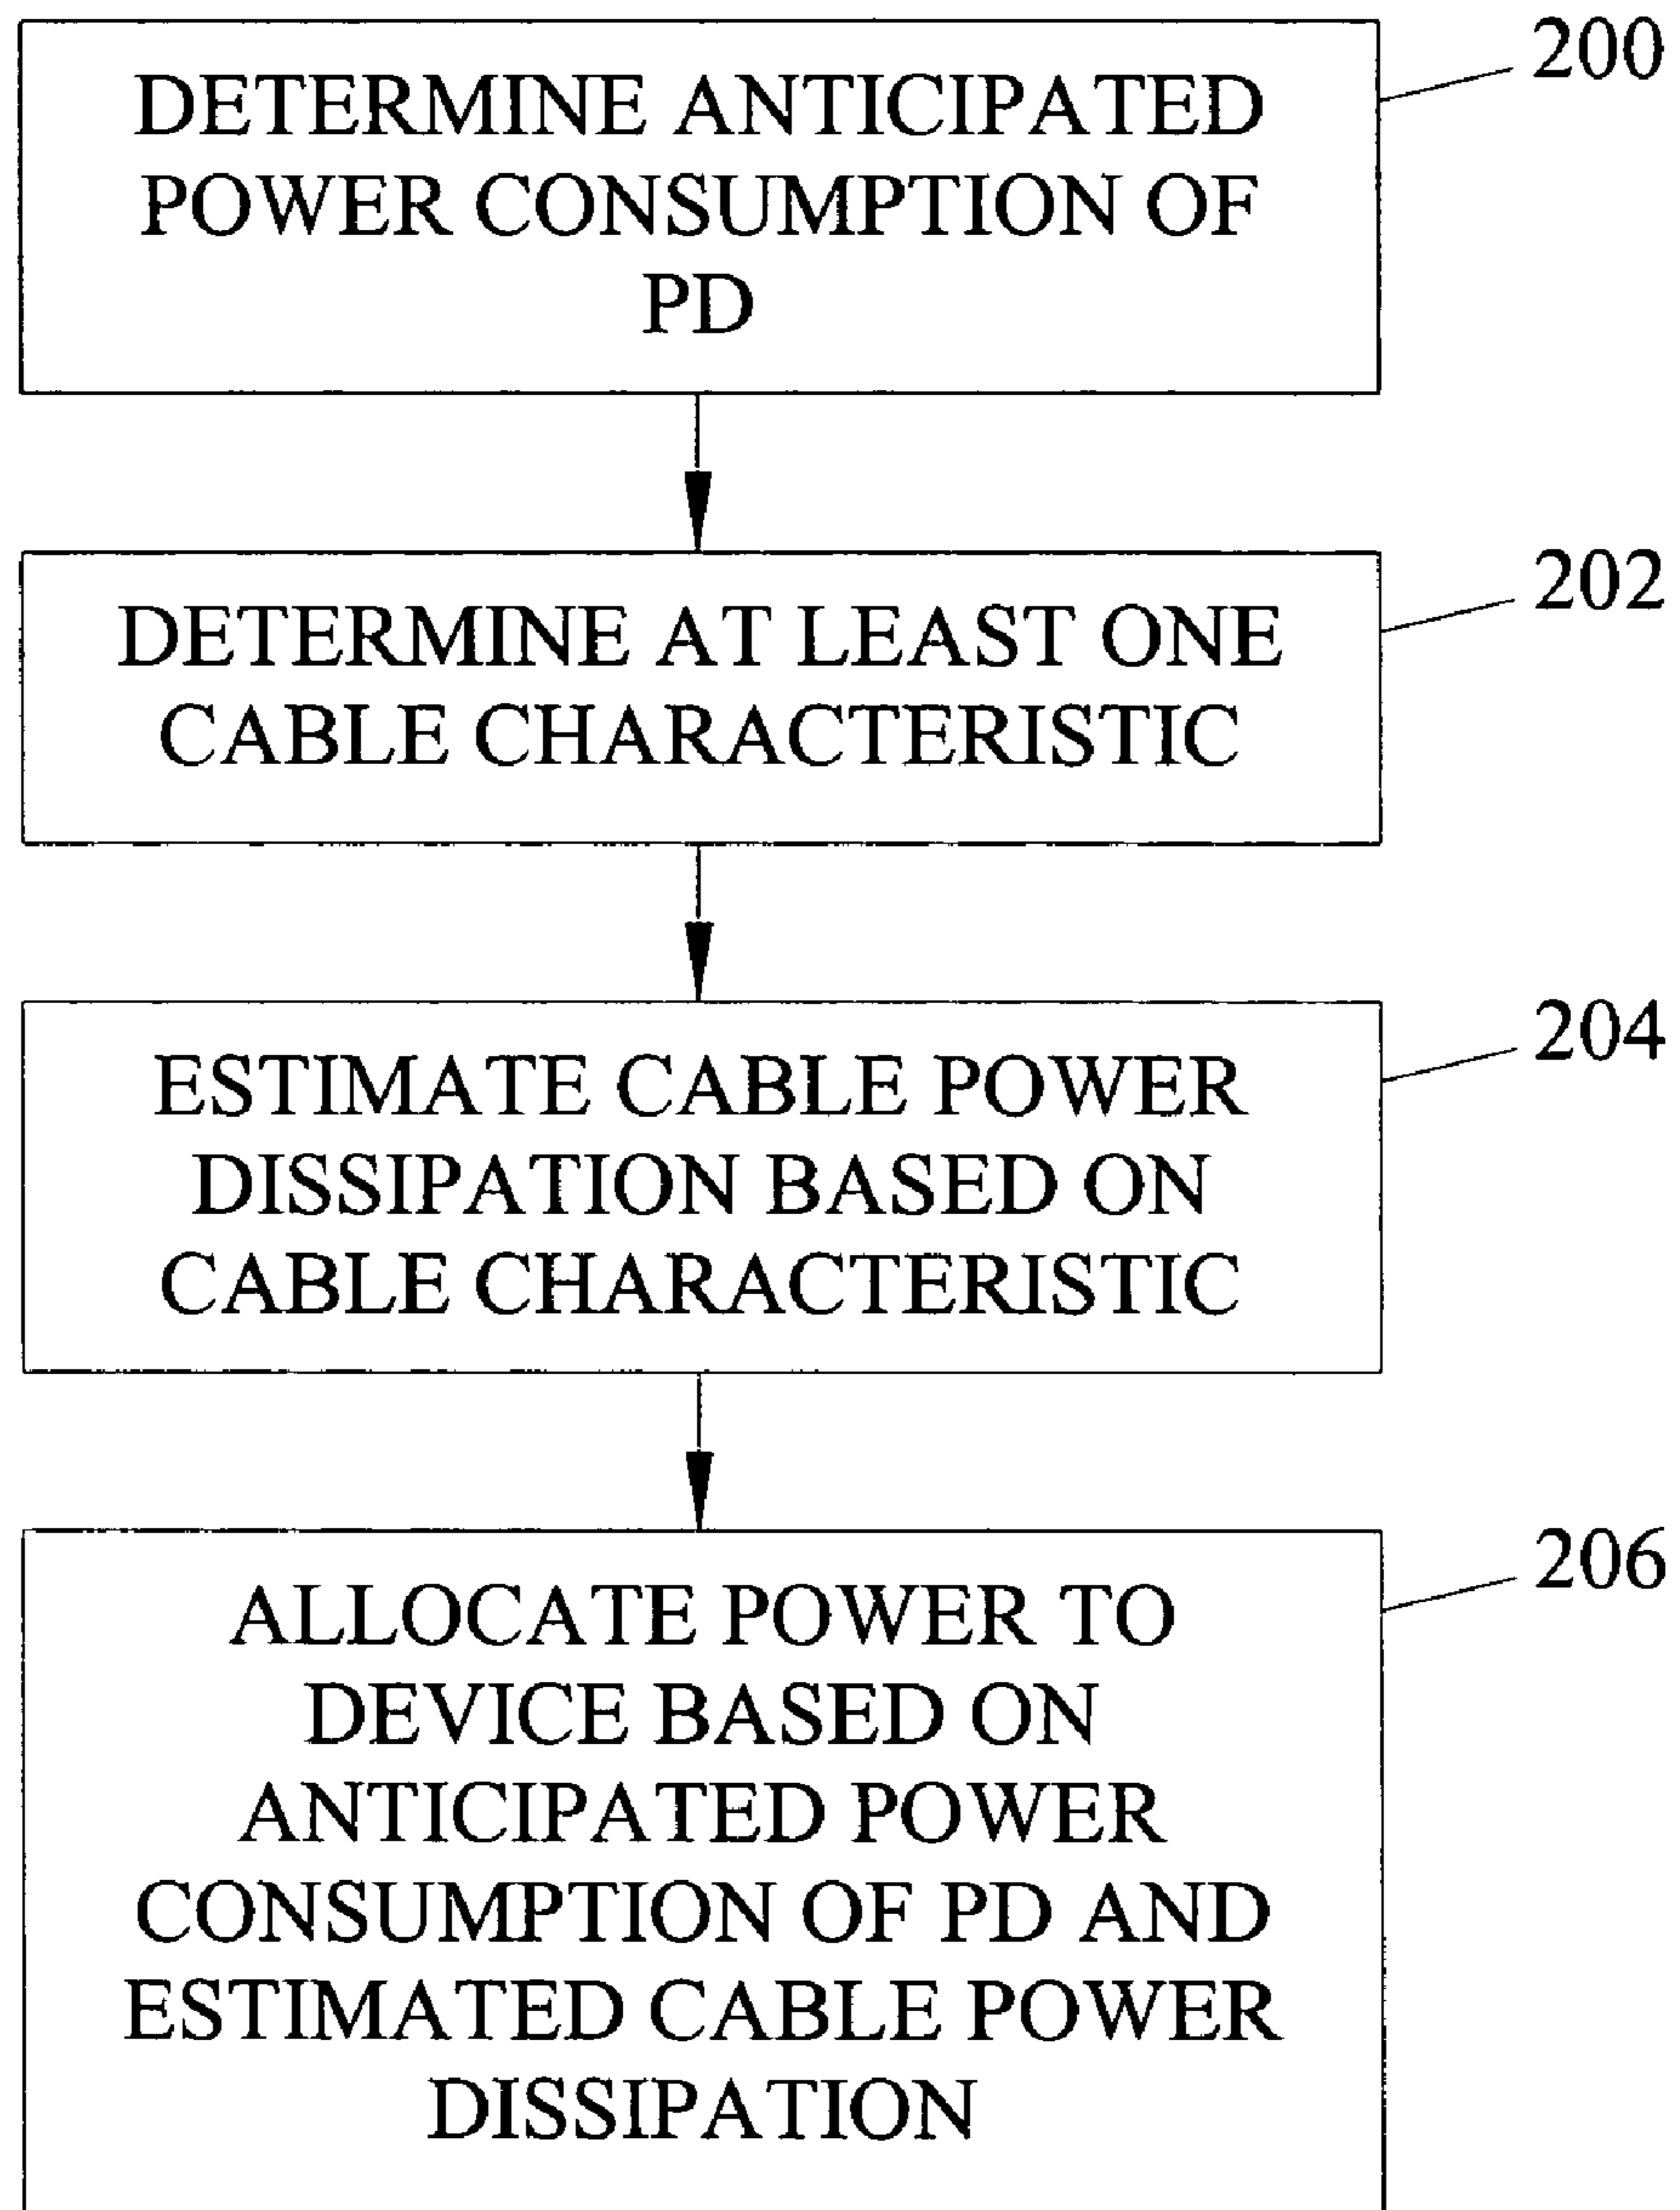 200
DETERMINE ANTICIPATED
POWER CONSUMPTION OF
PD
202
DETERMINE AT LEAST ONE
CABLE CHARACTERISTIC
204
ESTIMATE CABLE POWER
DISSIPATION BASED ON
CABLE CHARACTERISTIC
206
ALLOCATE POWER TO
DEVICE BASED ON
ANTICIPATED POWER
CONSUMPTION OF PD AND
ESTIMATED CABLE POWER
DISSIPATION